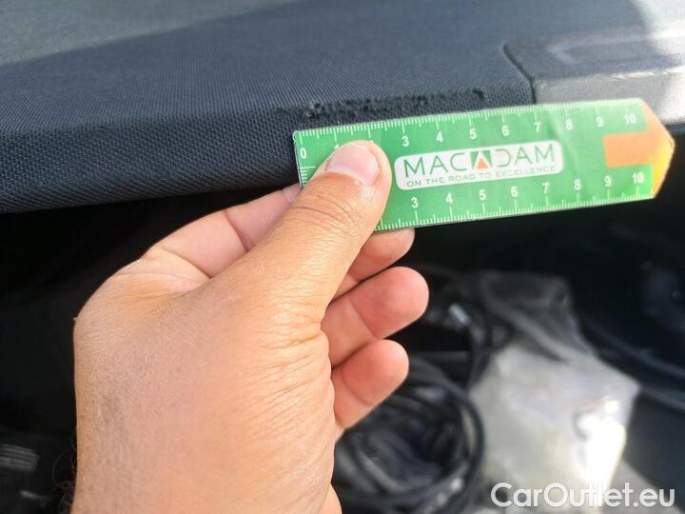 0 1 3 4 5 6 7 8 9 10
MACADAM
ON THE ROAD TO EXCELLENCE
3 4 5 6 7 8 9 10
CarOutlet.eu